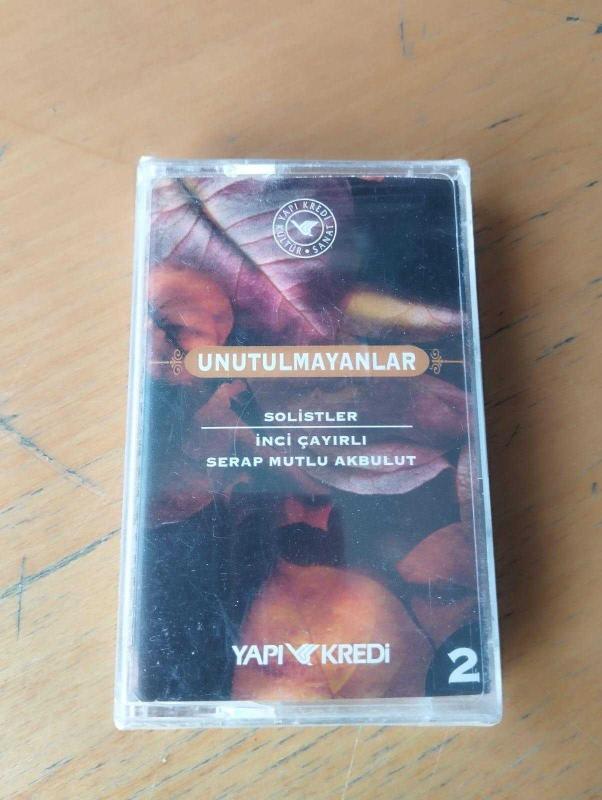 YAPI KREDİ
KÜLTÜR • SANAT
UNUTULMAYANLAR
SOLİSTLER
İNCİ ÇAYIRLI
SERAP MUTLU AKBULUT
YAPI KREDİ
2